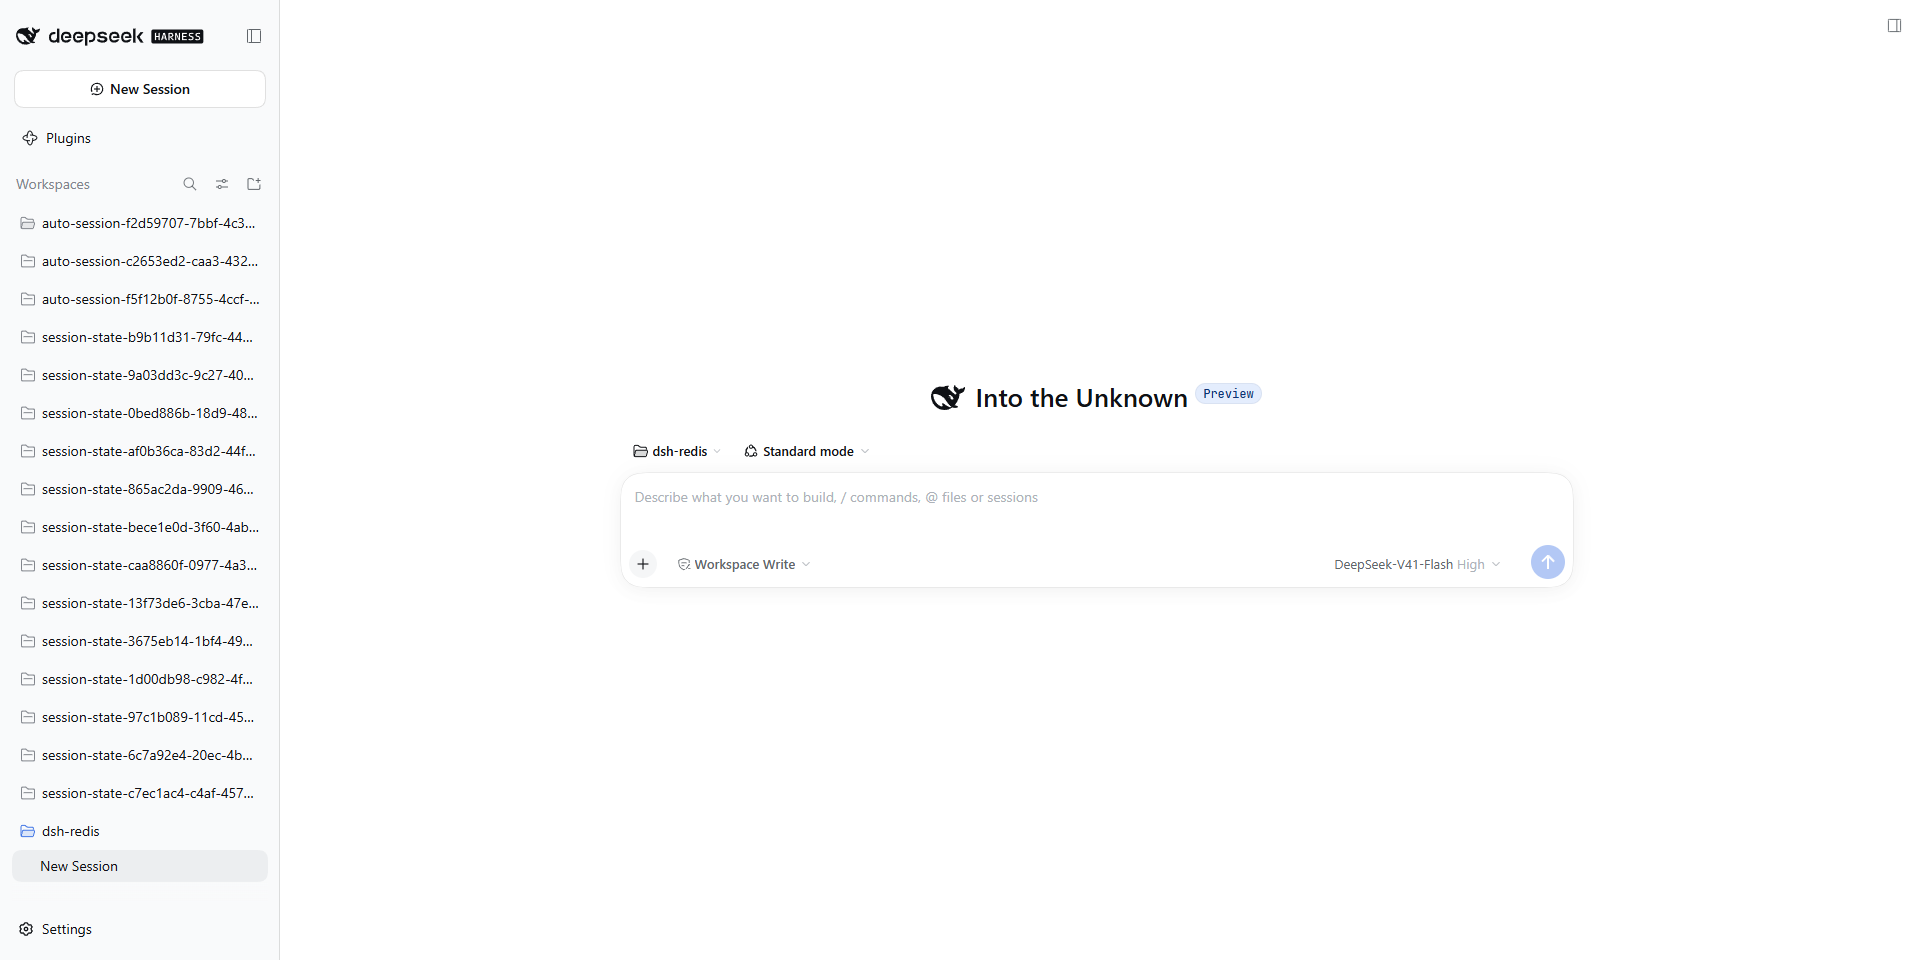 deepseek HARNESS
New Session
Plugins
Workspaces
auto-session-f2d59707-7bbf-4c3...
auto-session-c2653ed2-caa3-432...
auto-session-f5f12b0f-8755-4ccf-...
session-state-b9b11d31-79fc-44...
session-state-9a03dd3c-9c27-40...
session-state-0bed886b-18d9-48...
session-state-af0b36ca-83d2-44f...
session-state-865ac2da-9909-46...
session-state-bece1e0d-3f60-4ab...
session-state-caa8860f-0977-4a3...
session-state-13f73de6-3cba-47e...
session-state-3675eb14-1bf4-49...
session-state-1d00db98-c982-4f...
session-state-97c1b089-11cd-45...
session-state-6c7a92e4-20ec-4b...
session-state-c7ec1ac4-c4af-457...
dsh-redis
New Session
Settings
Into the Unknown Preview
dsh-redis Standard mode
Describe what you want to build, / commands, @ files or sessions
Workspace Write DeepSeek-V41-Flash High